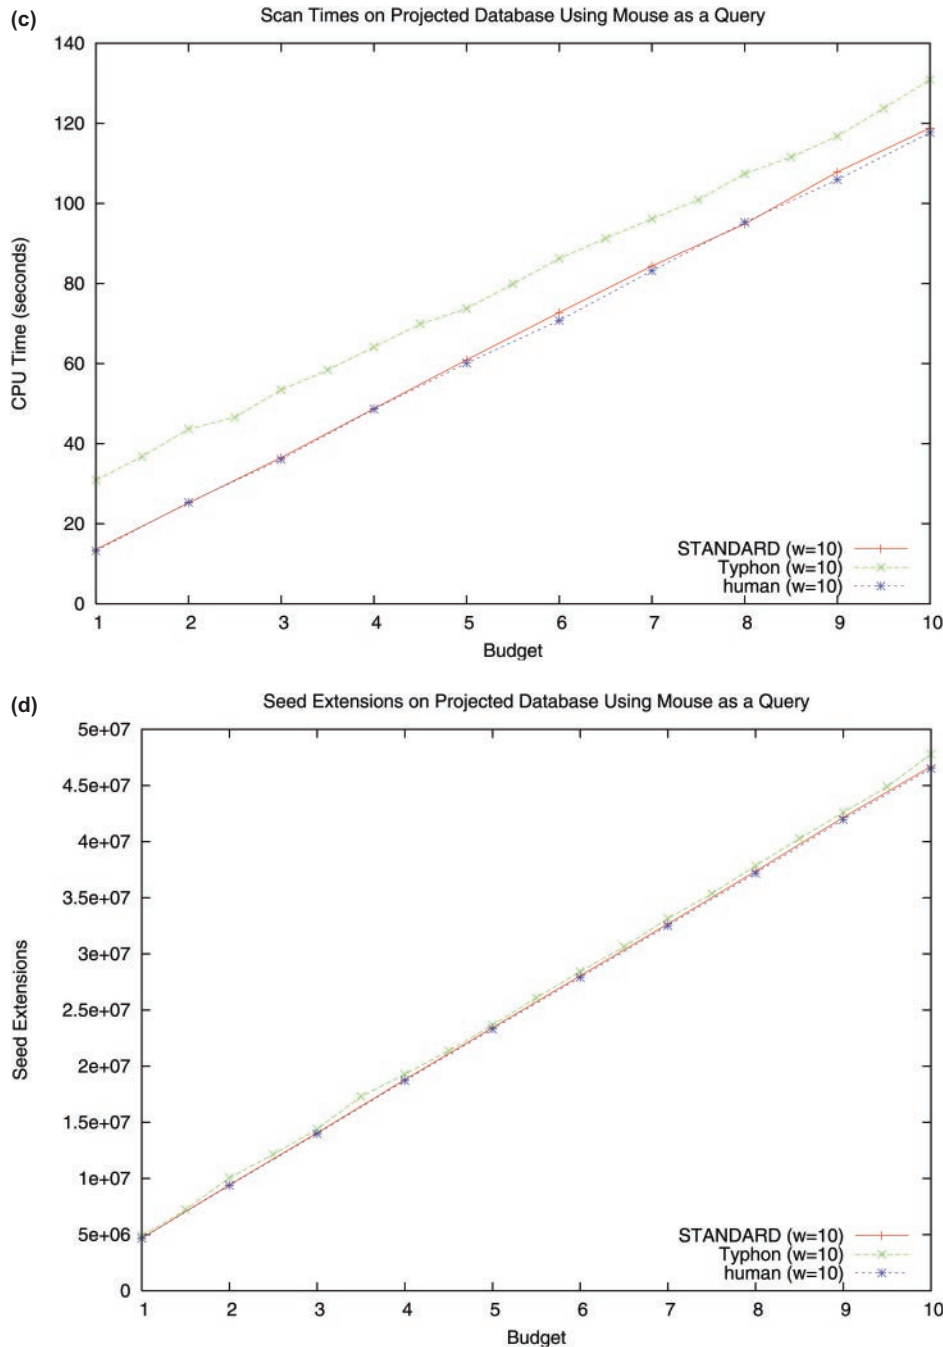 (c)
Scan Times on Projected Database Using Mouse as a Query
140
120
100
80
60
40
20
0
CPU Time (seconds)
STANDARD (w=10)
Typhon (w=10)
human (w=10)
1 2 3 4 5 6 7 8 9 10
Budget
(d)
Seed Extensions on Projected Database Using Mouse as a Query
5e+07
4.5e+07
4e+07
3.5e+07
3e+07
2.5e+07
2e+07
1.5e+07
1e+07
5e+06
0
Seed Extensions
STANDARD (w=10)
Typhon (w=10)
human (w=10)
1 2 3 4 5 6 7 8 9 10
Budget